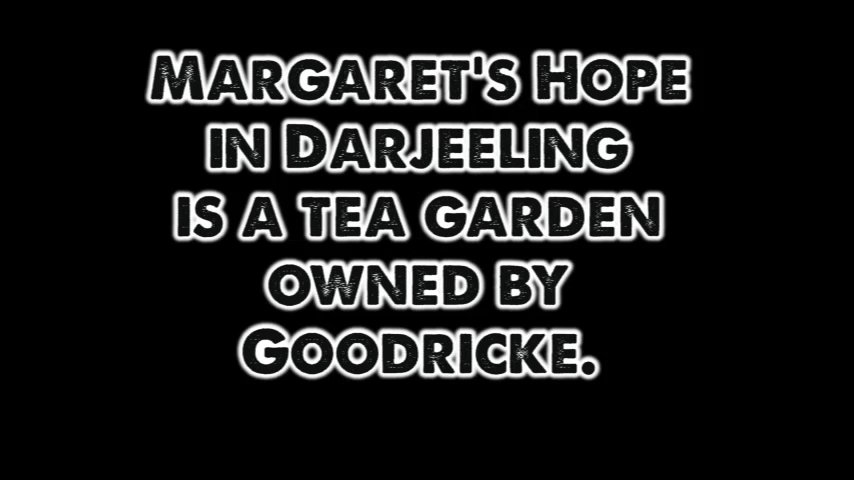 Margaret's Hope
in Darjeeling
is a tea garden
owned by
Goodricke.